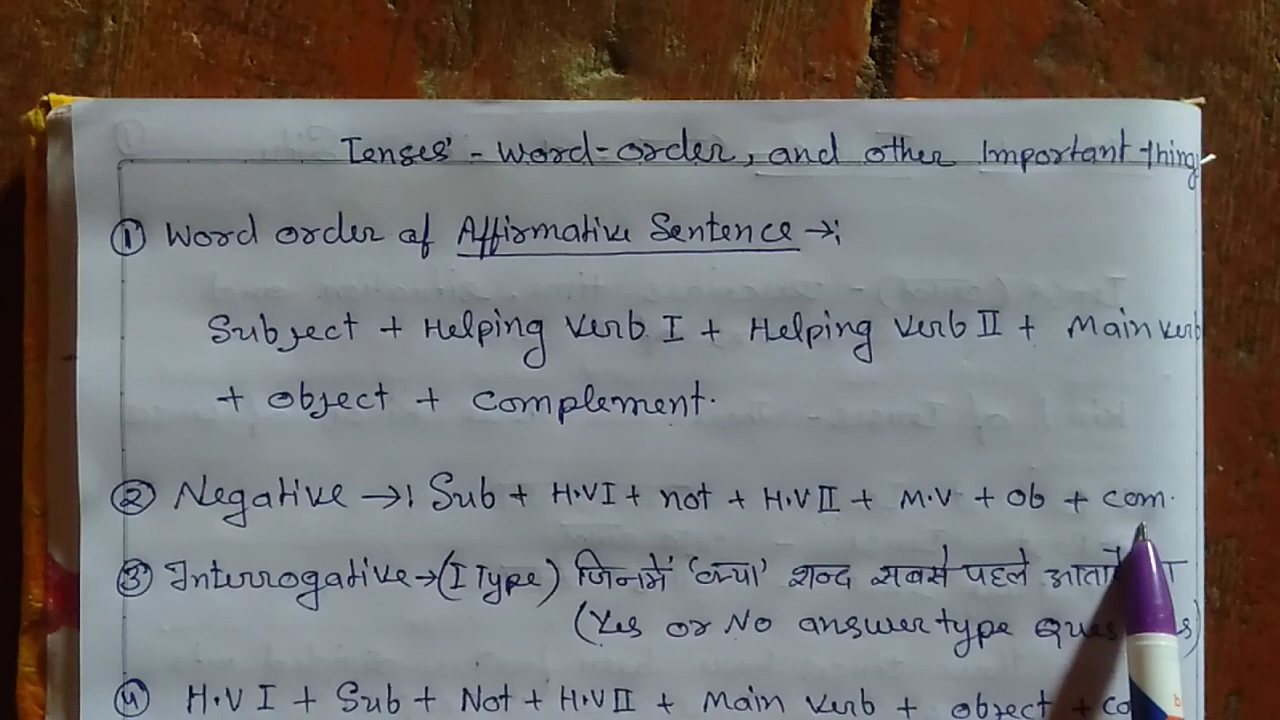 Tenses' - Word-order, and other Important thing
① Word order of Affirmative Sentence →;
Subject + Helping verb I + Helping verb II + Main verb
+ object + complement.
② Negative →; Sub + H.V I + not + H.V II + M.V + Ob + com.
③ Interrogative → (I Type) जिनमें 'क्या' शब्द सबसे पहले आता
(Yes or No answer type
④ H.V I + Sub + Not + H.V II + Main verb + object +